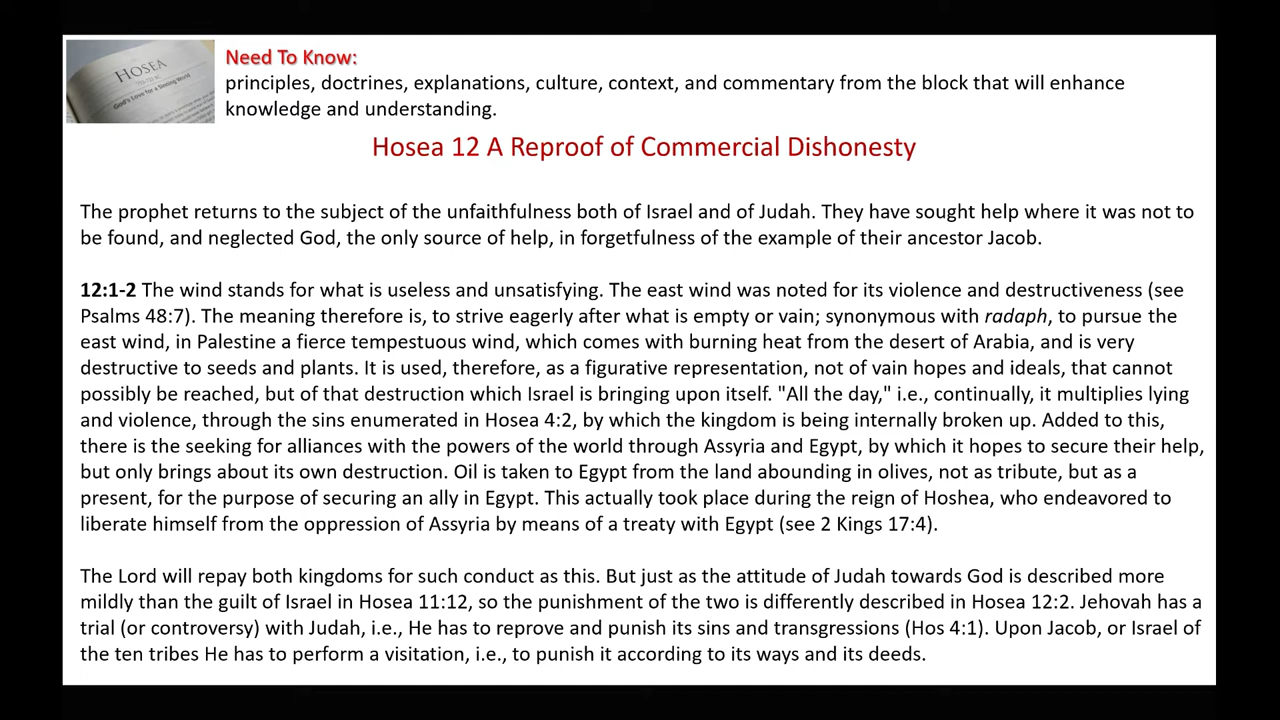 HOSEA
God's Love for a Sinning World
Need To Know:
principles, doctrines, explanations, culture, context, and commentary from the block that will enhance
knowledge and understanding.
Hosea 12 A Reproof of Commercial Dishonesty
The prophet returns to the subject of the unfaithfulness both of Israel and of Judah. They have sought help where it was not to
be found, and neglected God, the only source of help, in forgetfulness of the example of their ancestor Jacob.
12:1-2 The wind stands for what is useless and unsatisfying. The east wind was noted for its violence and destructiveness (see
Psalms 48:7). The meaning therefore is, to strive eagerly after what is empty or vain; synonymous with radaph, to pursue the
east wind, in Palestine a fierce tempestuous wind, which comes with burning heat from the desert of Arabia, and is very
destructive to seeds and plants. It is used, therefore, as a figurative representation, not of vain hopes and ideals, that cannot
possibly be reached, but of that destruction which Israel is bringing upon itself. "All the day," i.e., continually, it multiplies lying
and violence, through the sins enumerated in Hosea 4:2, by which the kingdom is being internally broken up. Added to this,
there is the seeking for alliances with the powers of the world through Assyria and Egypt, by which it hopes to secure their help,
but only brings about its own destruction. Oil is taken to Egypt from the land abounding in olives, not as tribute, but as a
present, for the purpose of securing an ally in Egypt. This actually took place during the reign of Hoshea, who endeavored to
liberate himself from the oppression of Assyria by means of a treaty with Egypt (see 2 Kings 17:4).
The Lord will repay both kingdoms for such conduct as this. But just as the attitude of Judah towards God is described more
mildly than the guilt of Israel in Hosea 11:12, so the punishment of the two is differently described in Hosea 12:2. Jehovah has a
trial (or controversy) with Judah, i.e., He has to reprove and punish its sins and transgressions (Hos 4:1). Upon Jacob, or Israel of
the ten tribes He has to perform a visitation, i.e., to punish it according to its ways and its deeds.